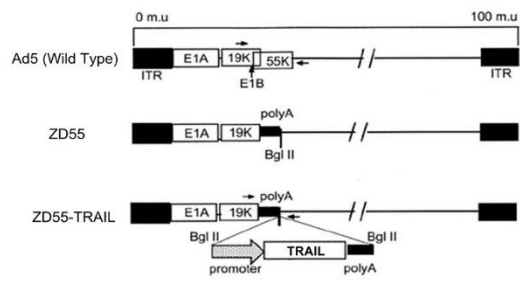 0 m.u 100 m.u
Ad5 (Wild Type) E1A 19K 55K
ITR E1B ITR
polyA
ZD55 E1A 19K
Bgl II
polyA
ZD55-TRAIL E1A 19K
Bgl II Bgl II
TRAIL
promoter polyA